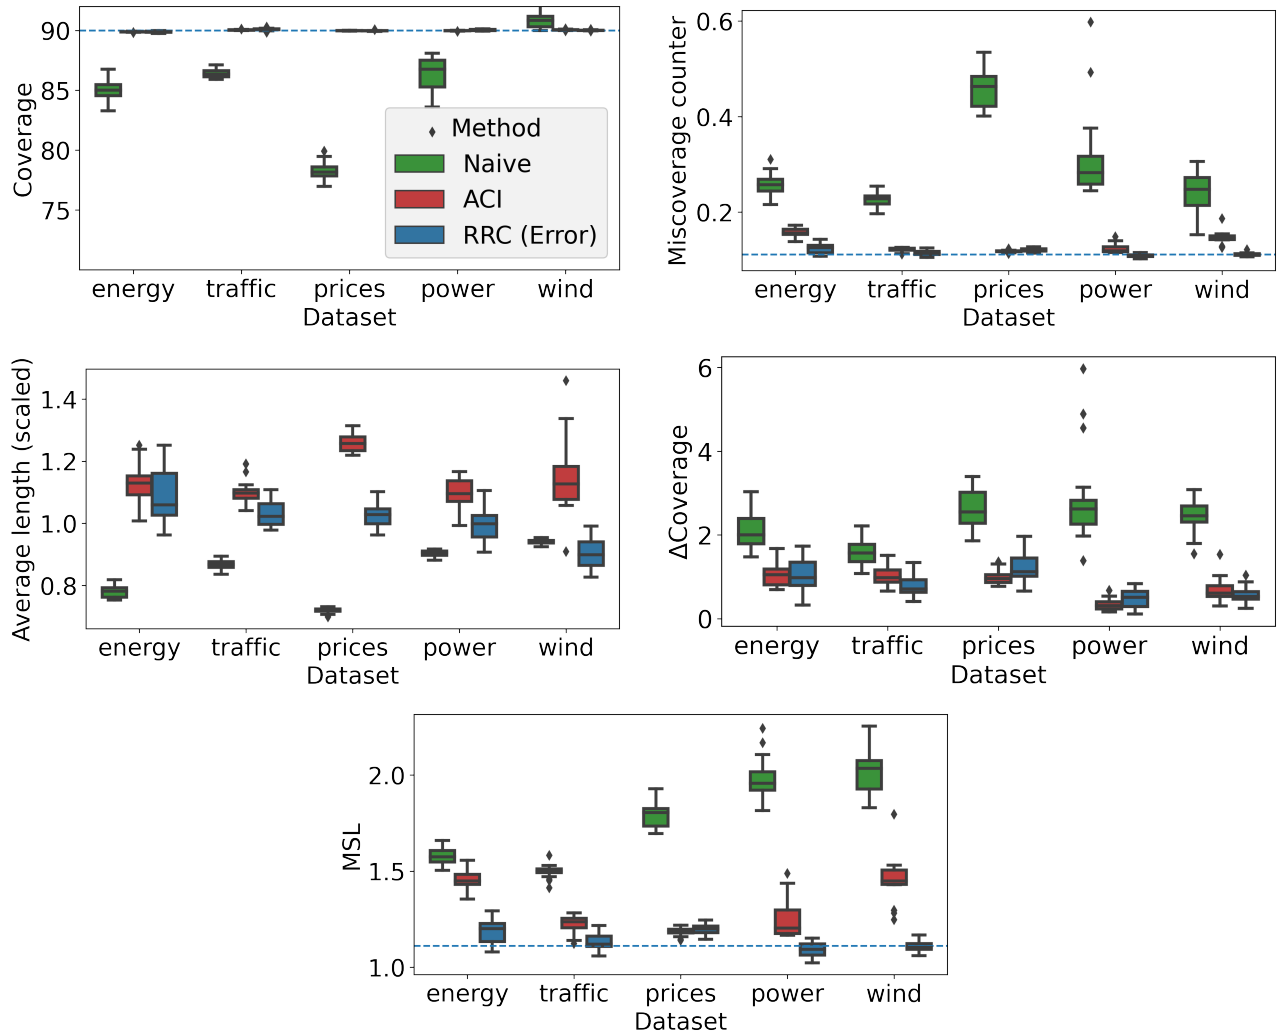 Coverage
90
85
80
75
Method
Naive
ACI
RRC (Error)
energy traffic prices power wind
Dataset
Miscoverage counter
0.6
0.4
0.2
energy traffic prices power wind
Dataset
Average length (scaled)
1.4
1.2
1.0
0.8
energy traffic prices power wind
Dataset
ΔCoverage
6
4
2
0
energy traffic prices power wind
Dataset
MSL
2.0
1.5
1.0
energy traffic prices power wind
Dataset